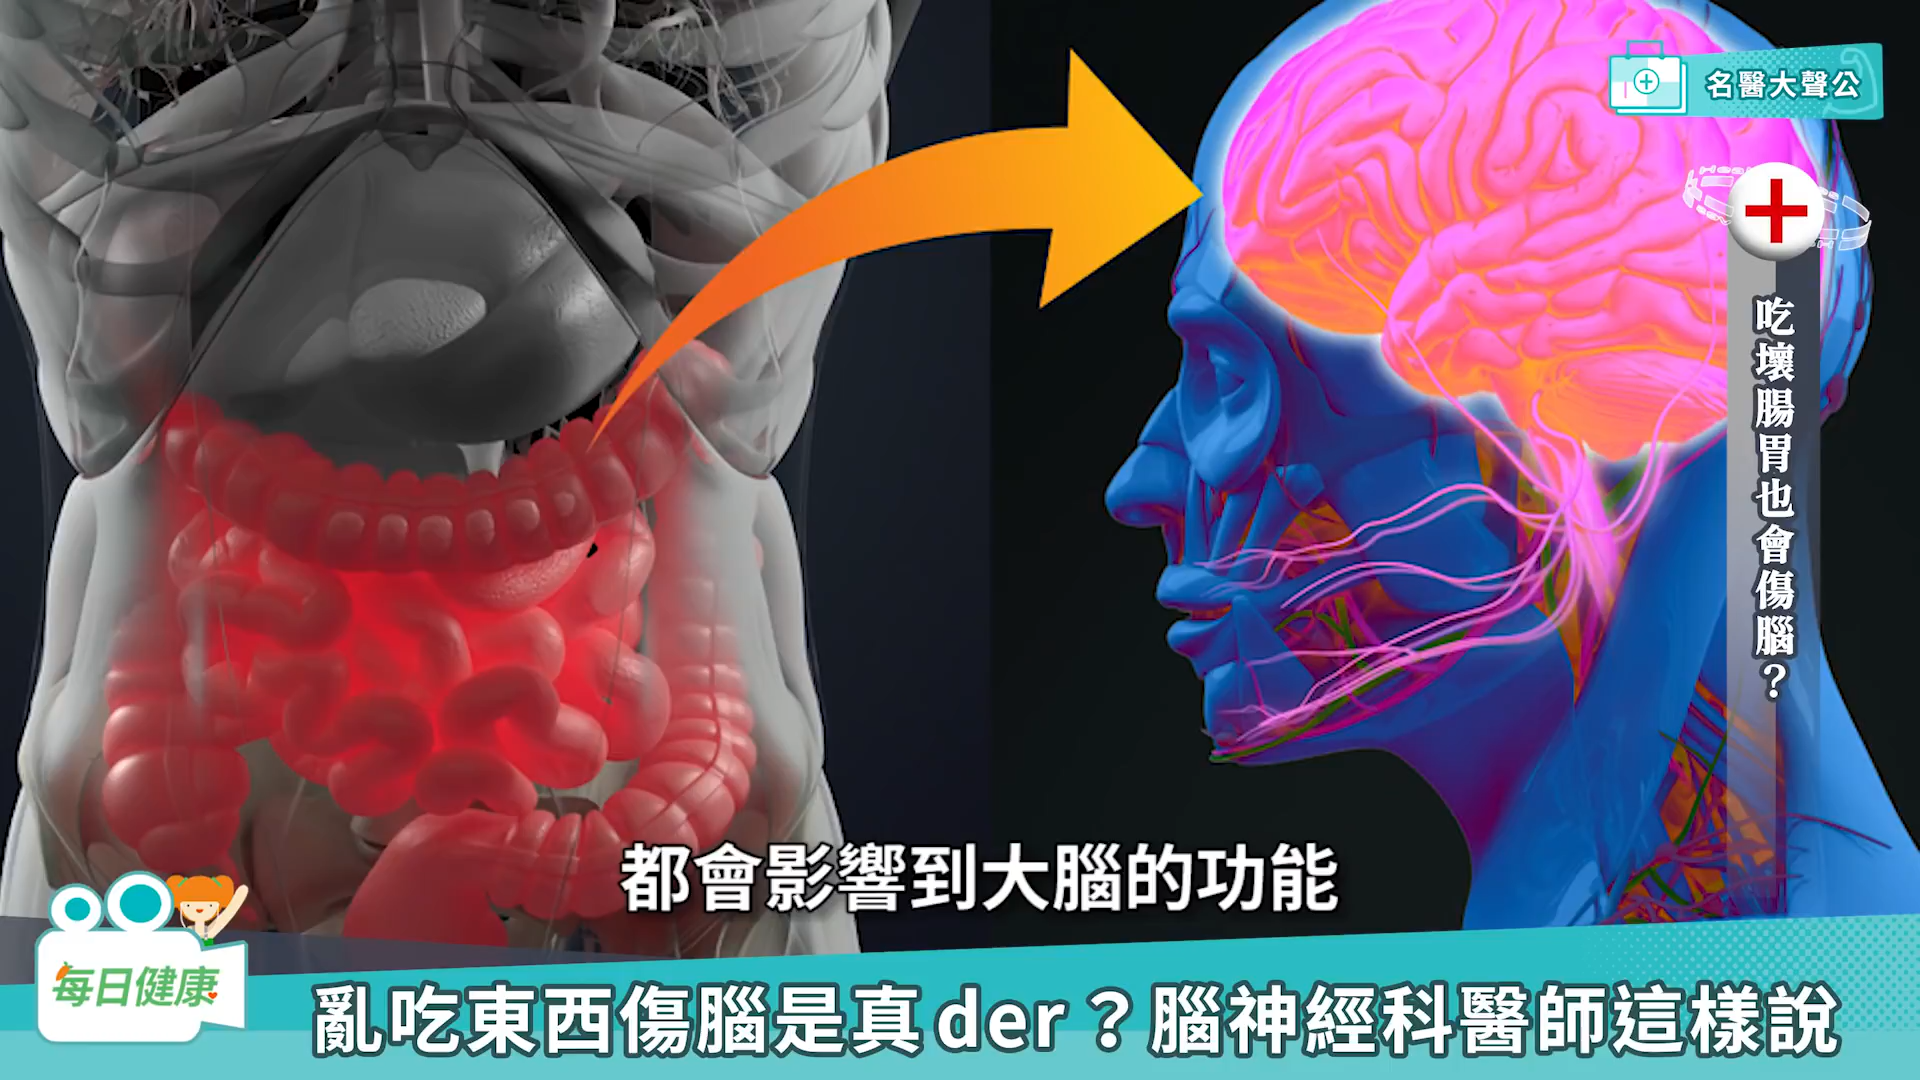 名醫大聲公
吃壞腸胃也會傷腦？
都會影響到大腦的功能
每日健康
亂吃東西傷腦是真der？腦神經科醫師這樣說